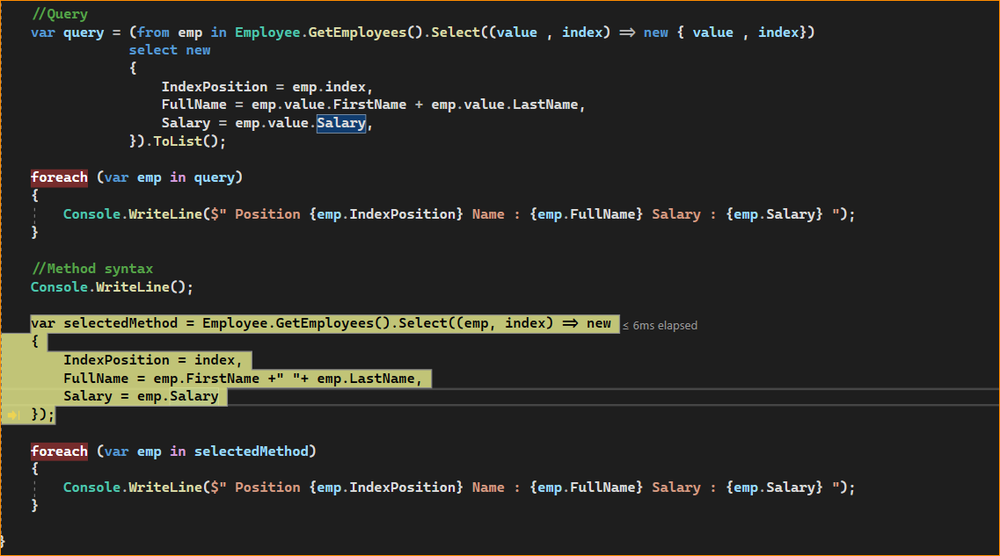 //Query
var query = (from emp in Employee.GetEmployees().Select((value , index) => new { value , index})
select new
{
IndexPosition = emp.index,
FullName = emp.value.FirstName + emp.value.LastName,
Salary = emp.value.Salary,
}).ToList();
foreach (var emp in query)
{
Console.WriteLine($" Position {emp.IndexPosition} Name : {emp.FullName} Salary : {emp.Salary} ");
}
//Method syntax
Console.WriteLine();
var selectedMethod = Employee.GetEmployees().Select((emp, index) => new ≤ 6ms elapsed
{
IndexPosition = index,
FullName = emp.FirstName +" "+ emp.LastName,
Salary = emp.Salary
});
foreach (var emp in selectedMethod)
{
Console.WriteLine($" Position {emp.IndexPosition} Name : {emp.FullName} Salary : {emp.Salary} ");
}
}